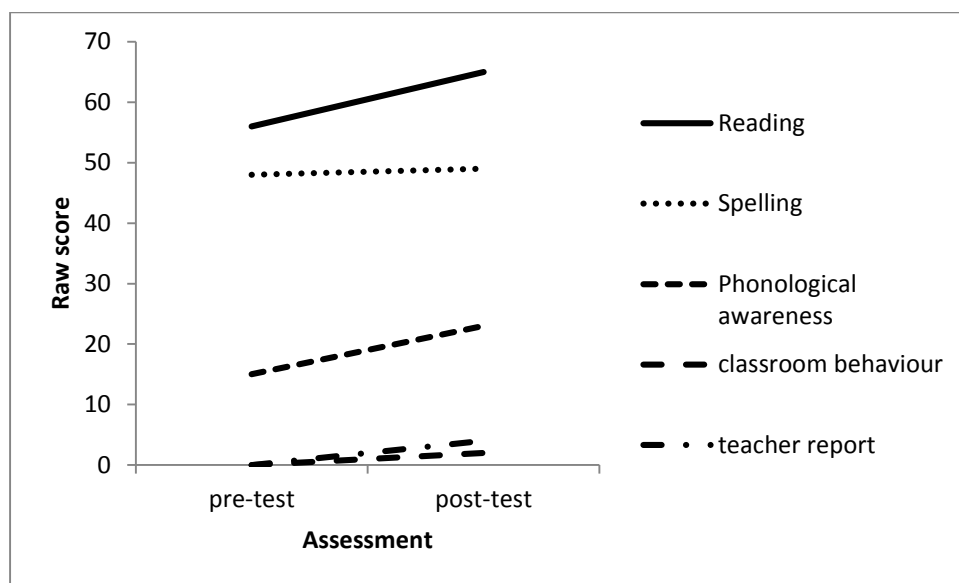 70
60
50
40
30
20
10
0
Raw score
pre-test
post-test
Assessment
Reading
Spelling
Phonological
awareness
classroom behaviour
teacher report